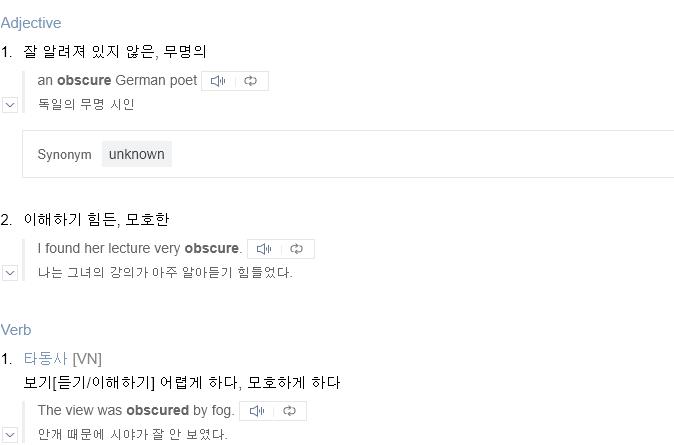 Adjective
1. 잘 알려져 있지 않은, 무명의
an obscure German poet
독일의 무명 시인
Synonym unknown
2. 이해하기 힘든, 모호한
I found her lecture very obscure.
나는 그녀의 강의가 아주 알아듣기 힘들었다.
Verb
1. 타동사 [VN]
보기[듣기/이해하기] 어렵게 하다, 모호하게 하다
The view was obscured by fog.
안개 때문에 시야가 잘 안 보였다.